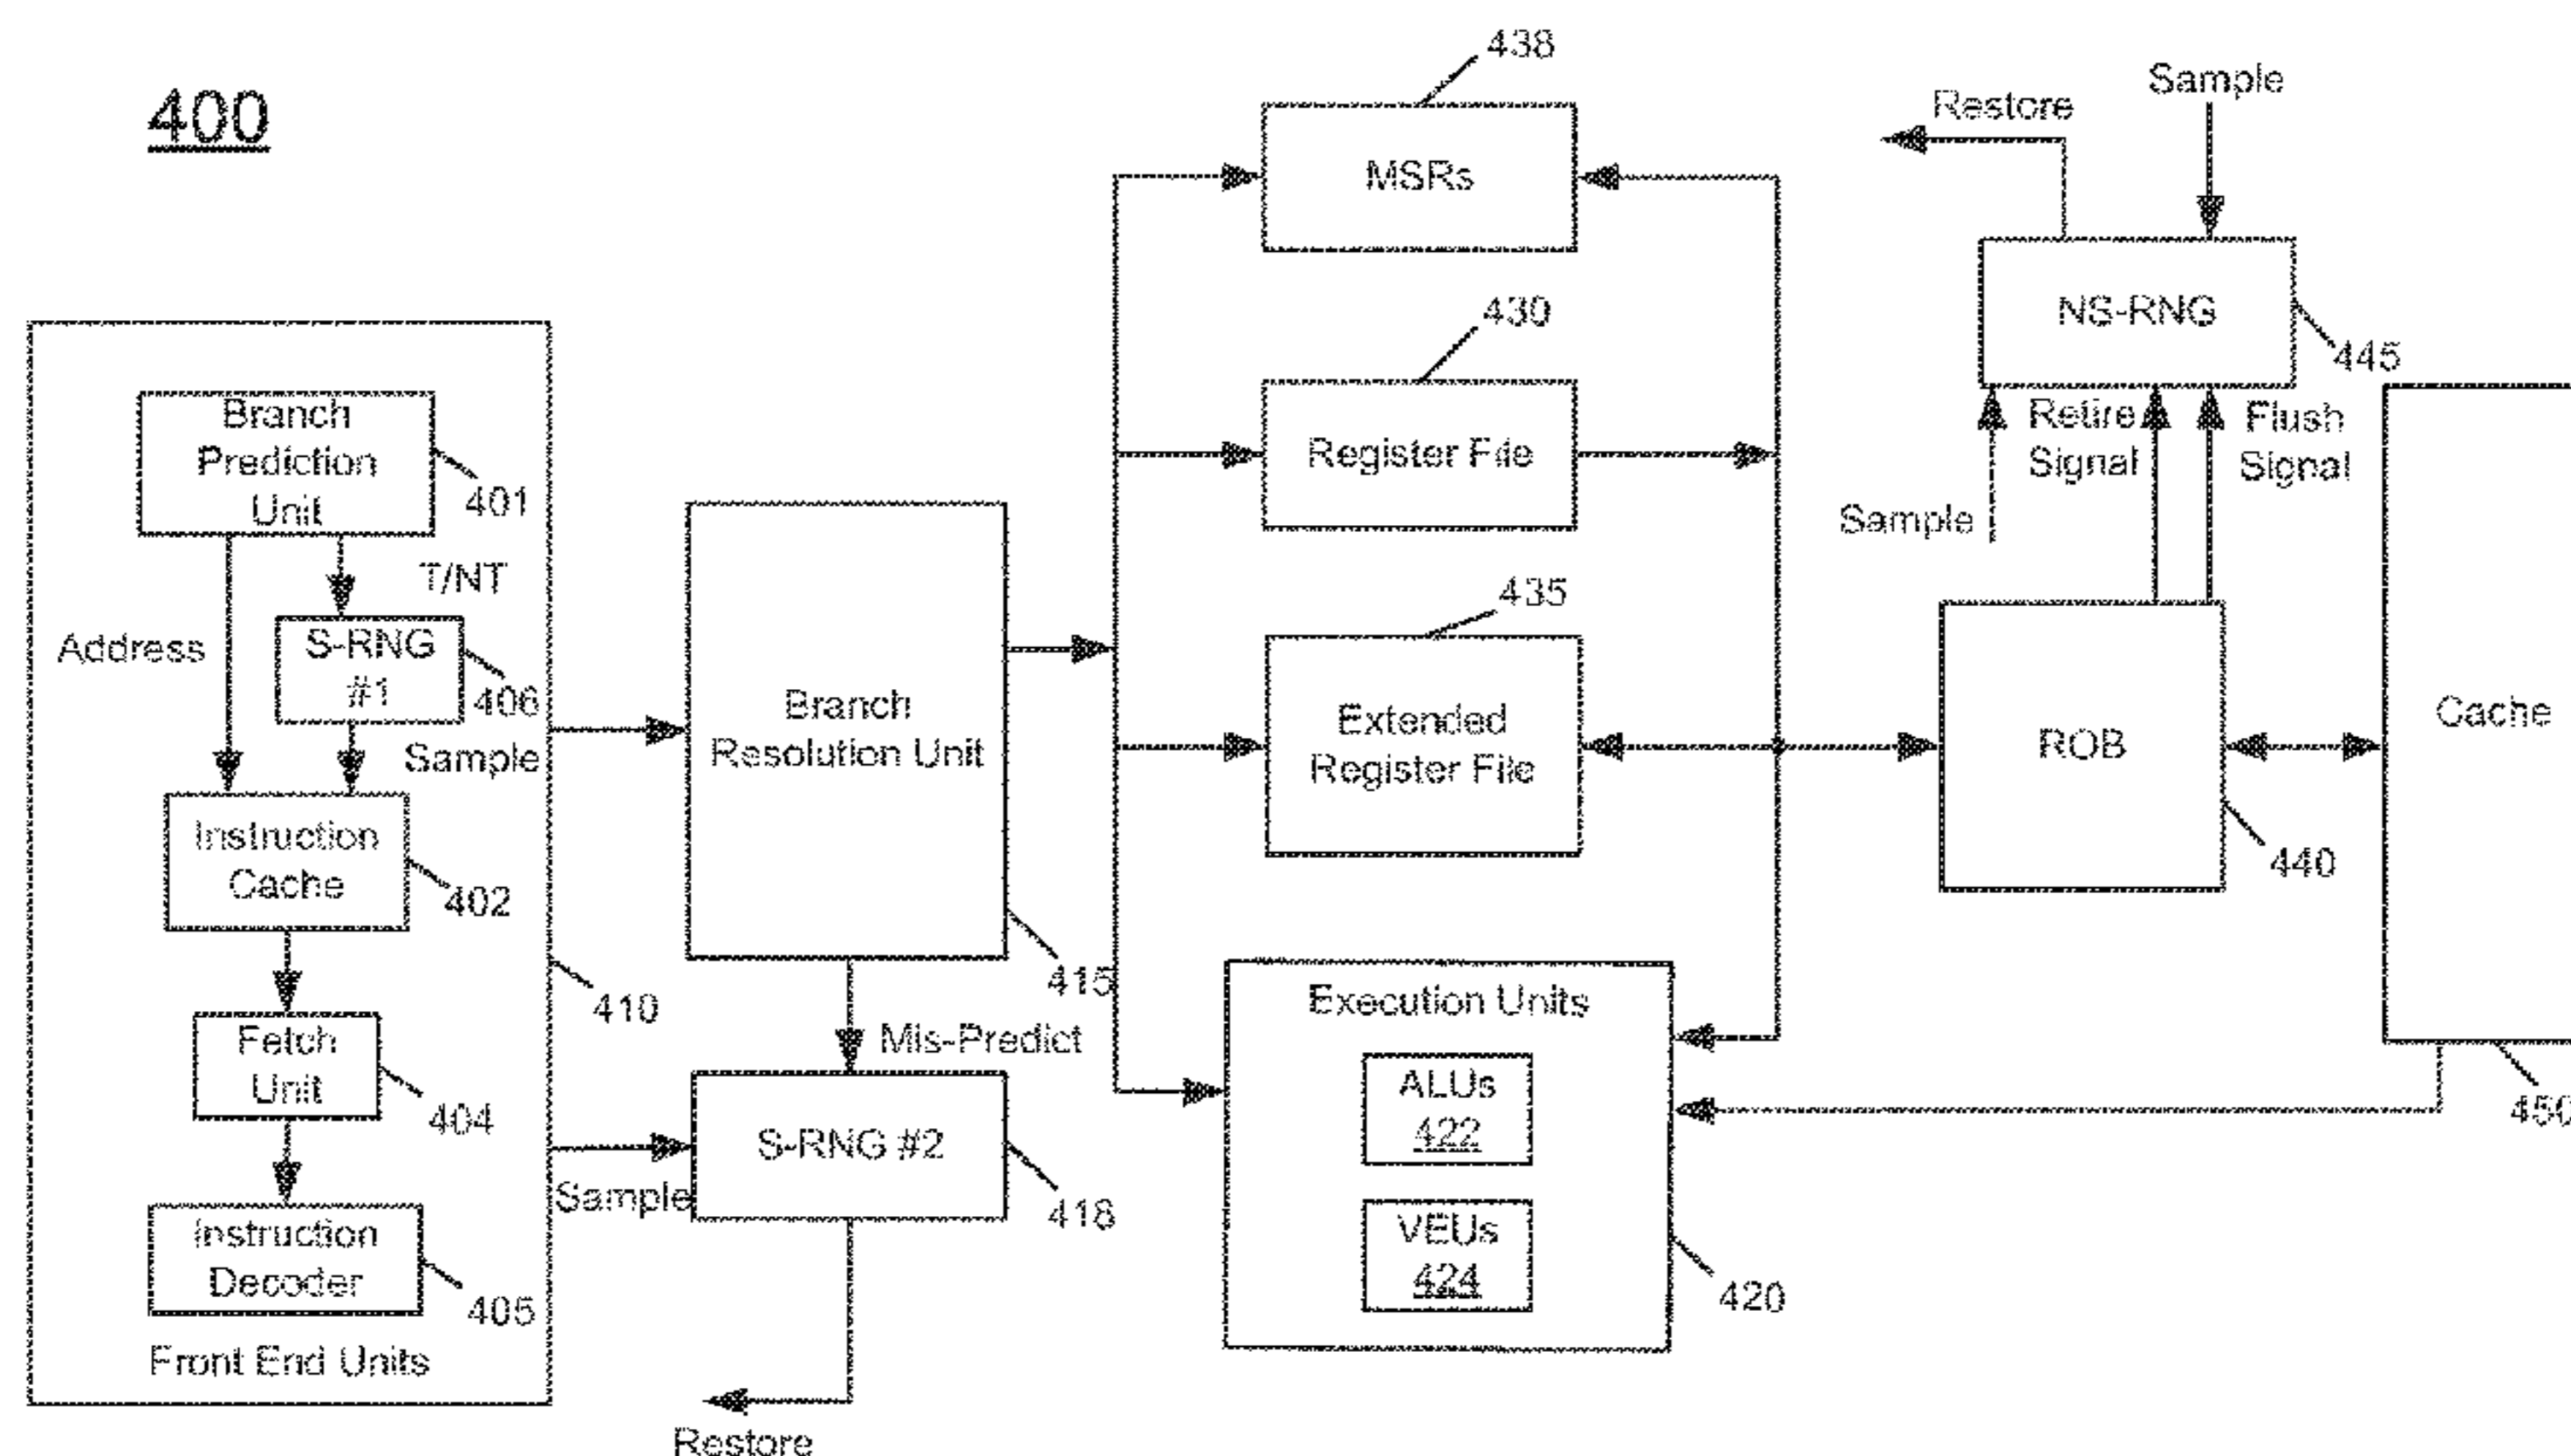 400
438
Sample
Restore
MSRs
430
NS-RNG
445
Branch
Prediction
Unit
401
Retire
Signal
Flush
Signal
Register File
Sample
T/NT
435
Address
S-RNG
#1
406
Sample
Branch
Resolution Unit
Extended
Register File
ROB
Cache
440
Instruction
Cache
402
415
410
Execution Units
Fetch
Unit
404
Mis-Predict
ALUs
422
450
S-RNG #2
Sample
418
Instruction
Decoder
405
VEUs
424
420
Front End Units
Restore